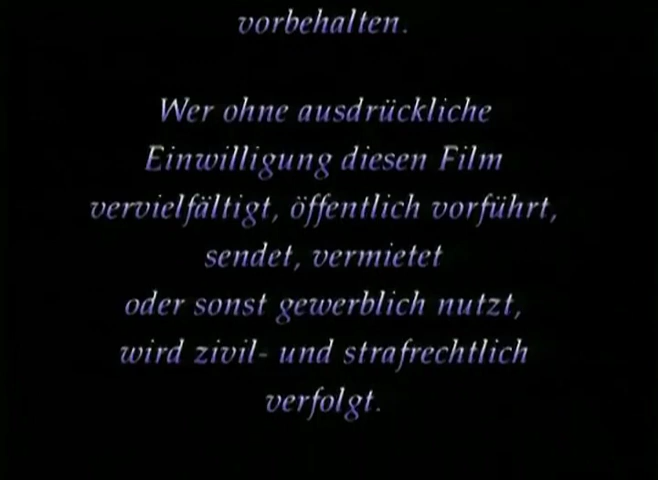 vorbehalten.
Wer ohne ausdrückliche
Einwilligung diesen Film
vervielfältigt, öffentlich vorführt,
sendet, vermietet
oder sonst gewerblich nutzt,
wird zivil- und strafrechtlich
verfolgt.